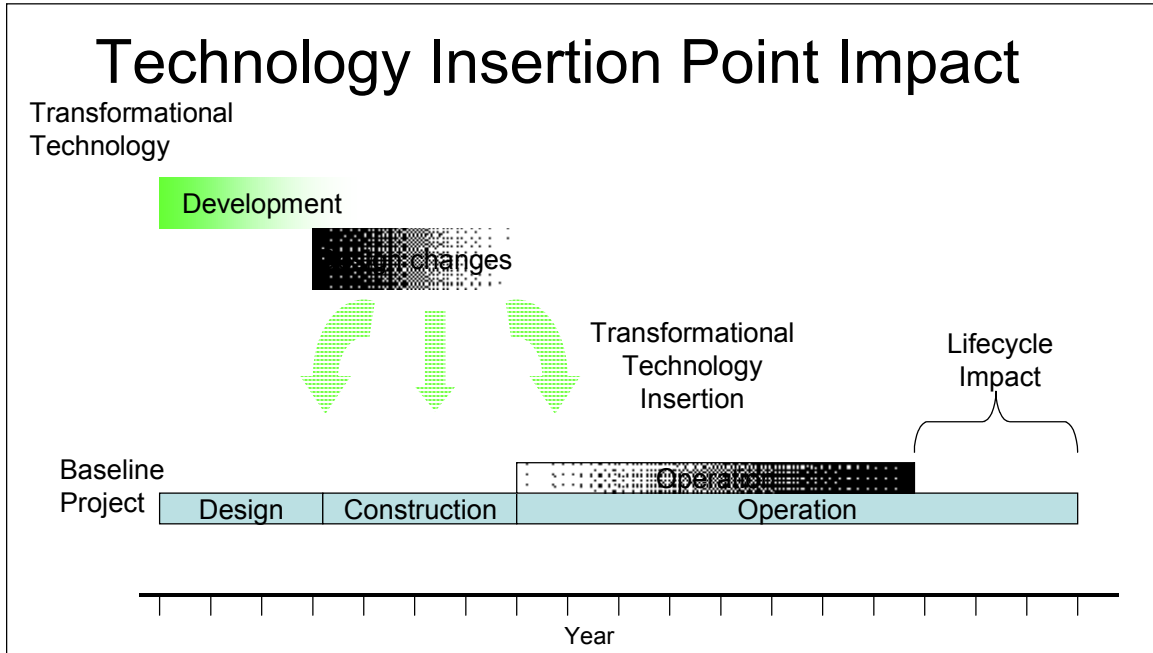 Technology Insertion Point Impact
Transformational
Technology
Development
changes
Transformational
Technology
Insertion
Lifecycle
Impact
Baseline
Project
Operation
Design
Construction
Operation
Year